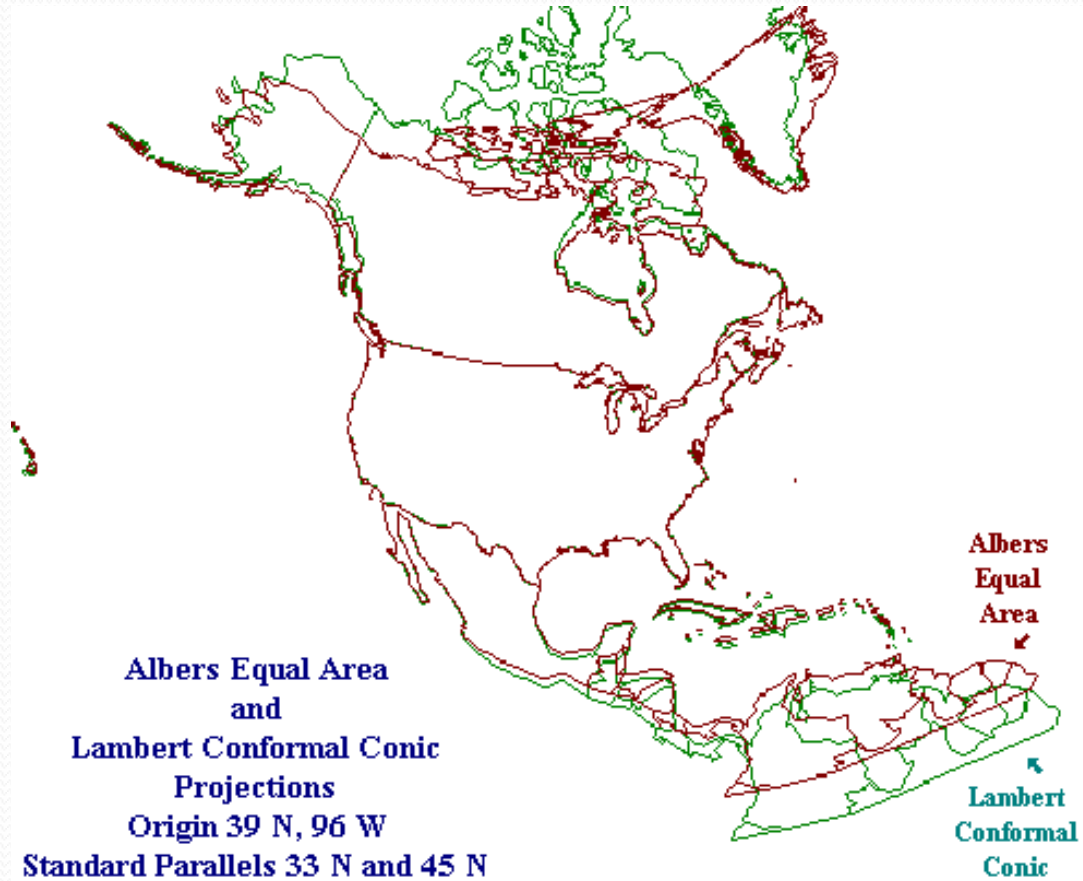 Albers
Equal
Area
Albers Equal Area
and
Lambert Conformal Conic
Projections
Origin 39 N, 96 W
Standard Parallels 33 N and 45 N
Lambert
Conformal
Conic